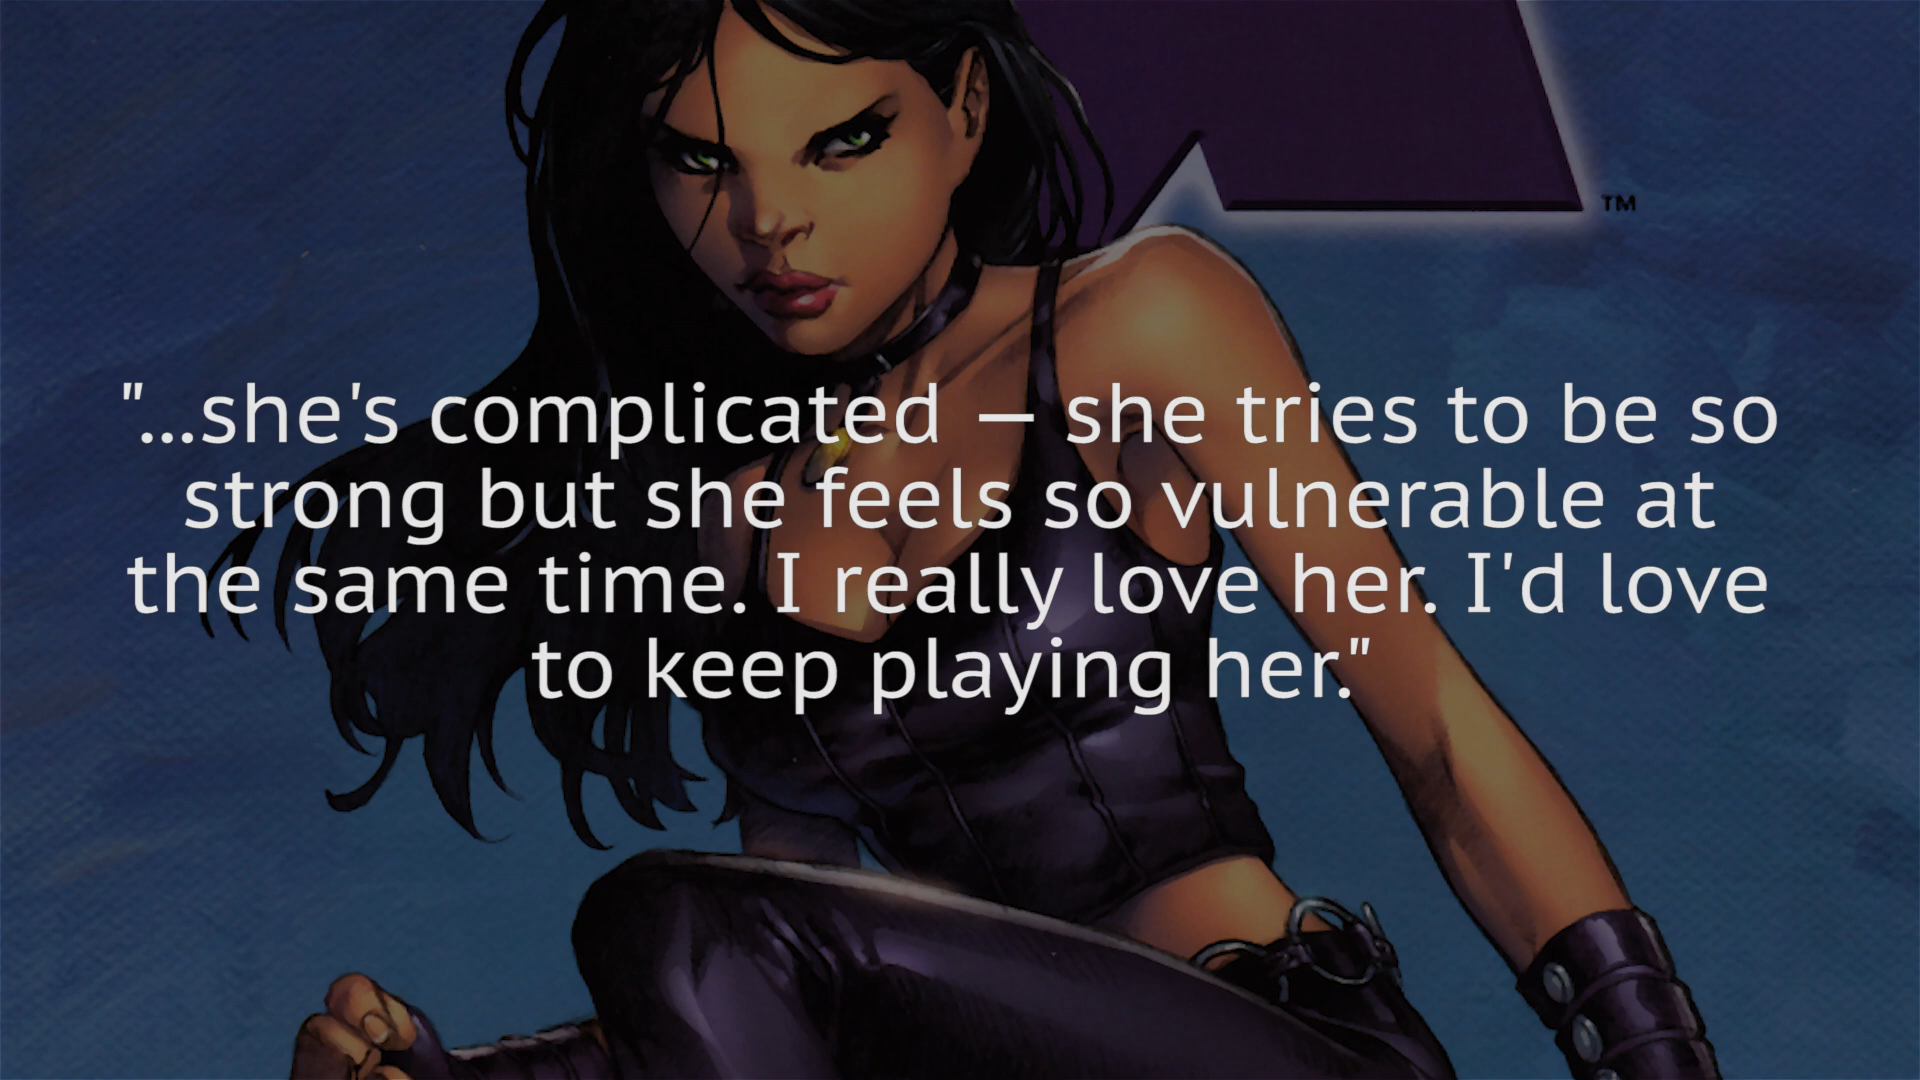 TM
"...she's complicated — she tries to be so
strong but she feels so vulnerable at
the same time. I really love her. I'd love
to keep playing her."